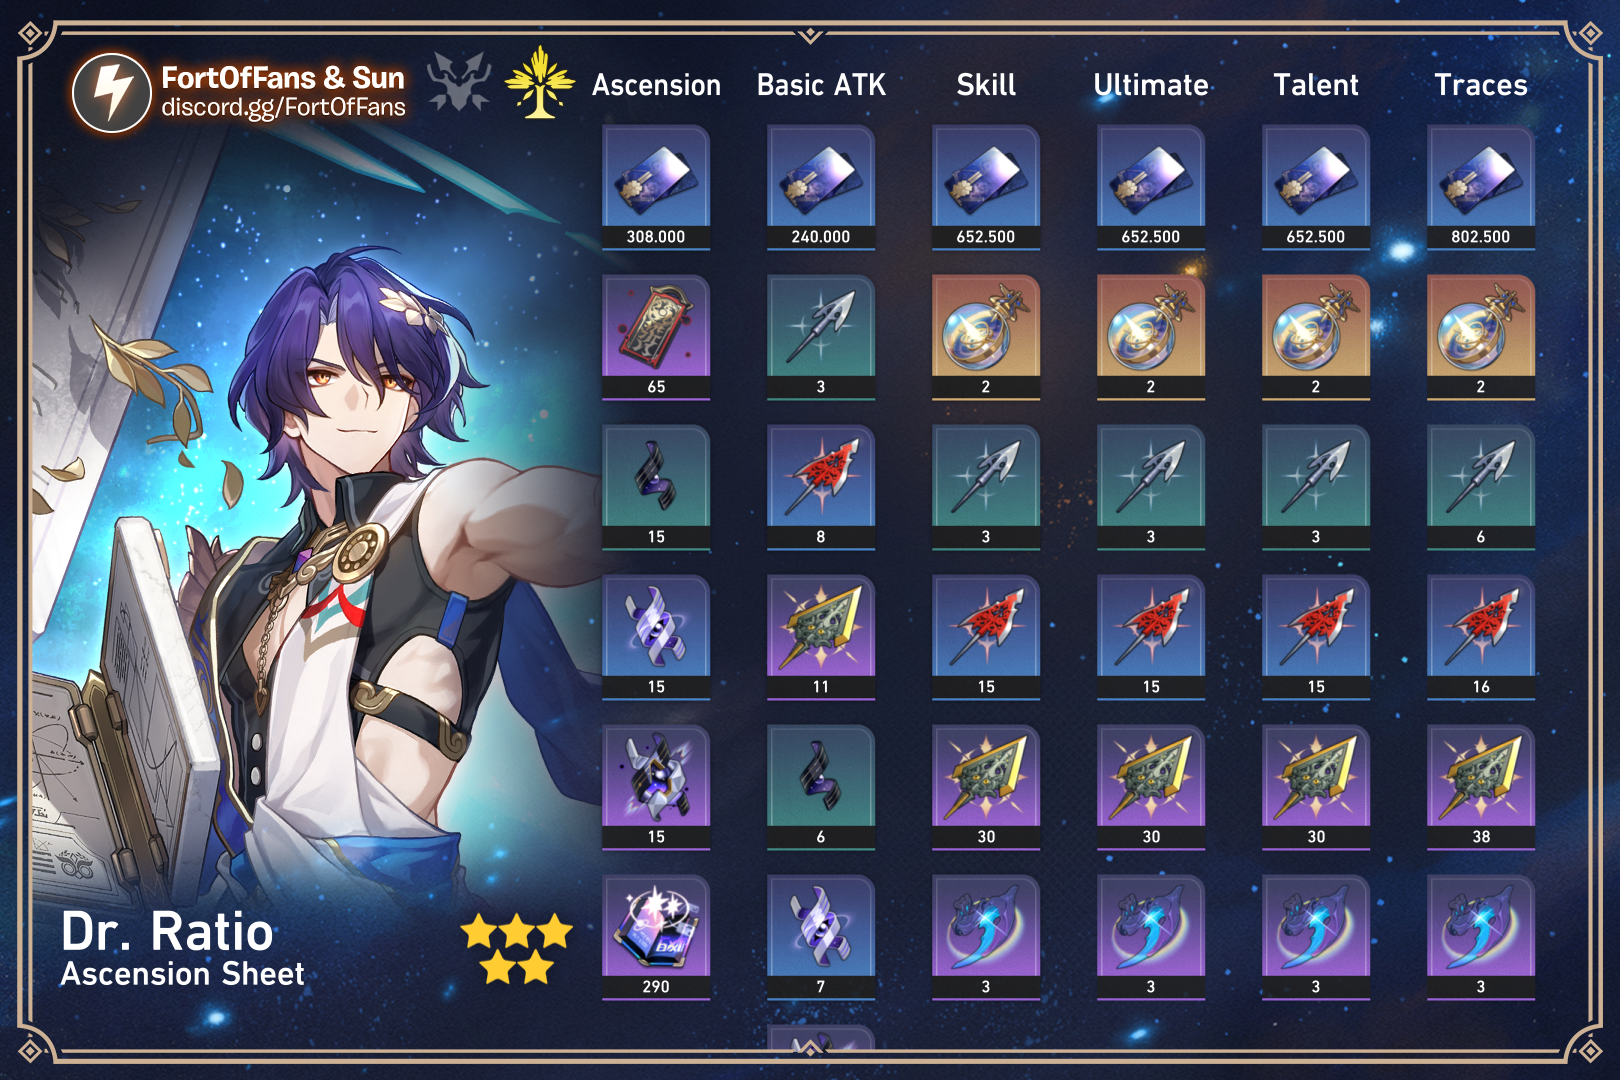 FortOfFans & Sun
discord.gg/FortOfFans
Ascension Basic ATK Skill Ultimate Talent Traces
308.000 240.000 652.500 652.500 652.500 802.500
65 3 2 2 2 2
15 8 3 3 3 6
15 11 15 15 15 16
15 6 30 30 30 38
290 7 3 3 3 3
Dr. Ratio
Ascension Sheet